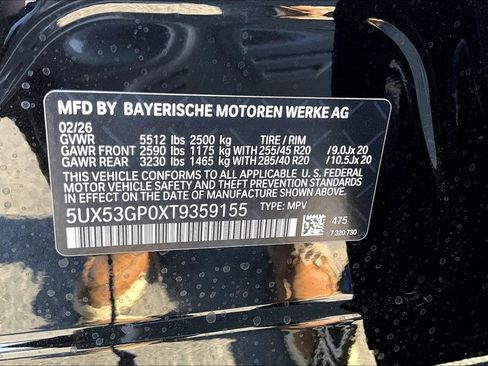 MFD BY BAYERISCHE MOTOREN WERKE AG
02/26
GVWR 5512 lbs 2500 kg TIRE / RIM
GAWR FRONT 2590 lbs 1175 kg WITH 255/45 R20 /9.0Jx 20
GAWR REAR 3230 lbs 1465 kg WITH 285/40 R20 /10.5Jx 20
THIS VEHICLE CONFORMS TO ALL APPLICABLE U. S. FEDERAL
MOTOR VEHICLE SAFETY STANDARDS IN EFFECT ON THE
DATE OF MANUFACTURE SHOWN ABOVE.
5UX53GP0XT9359155 TYPE: MPV
475
7 320 730